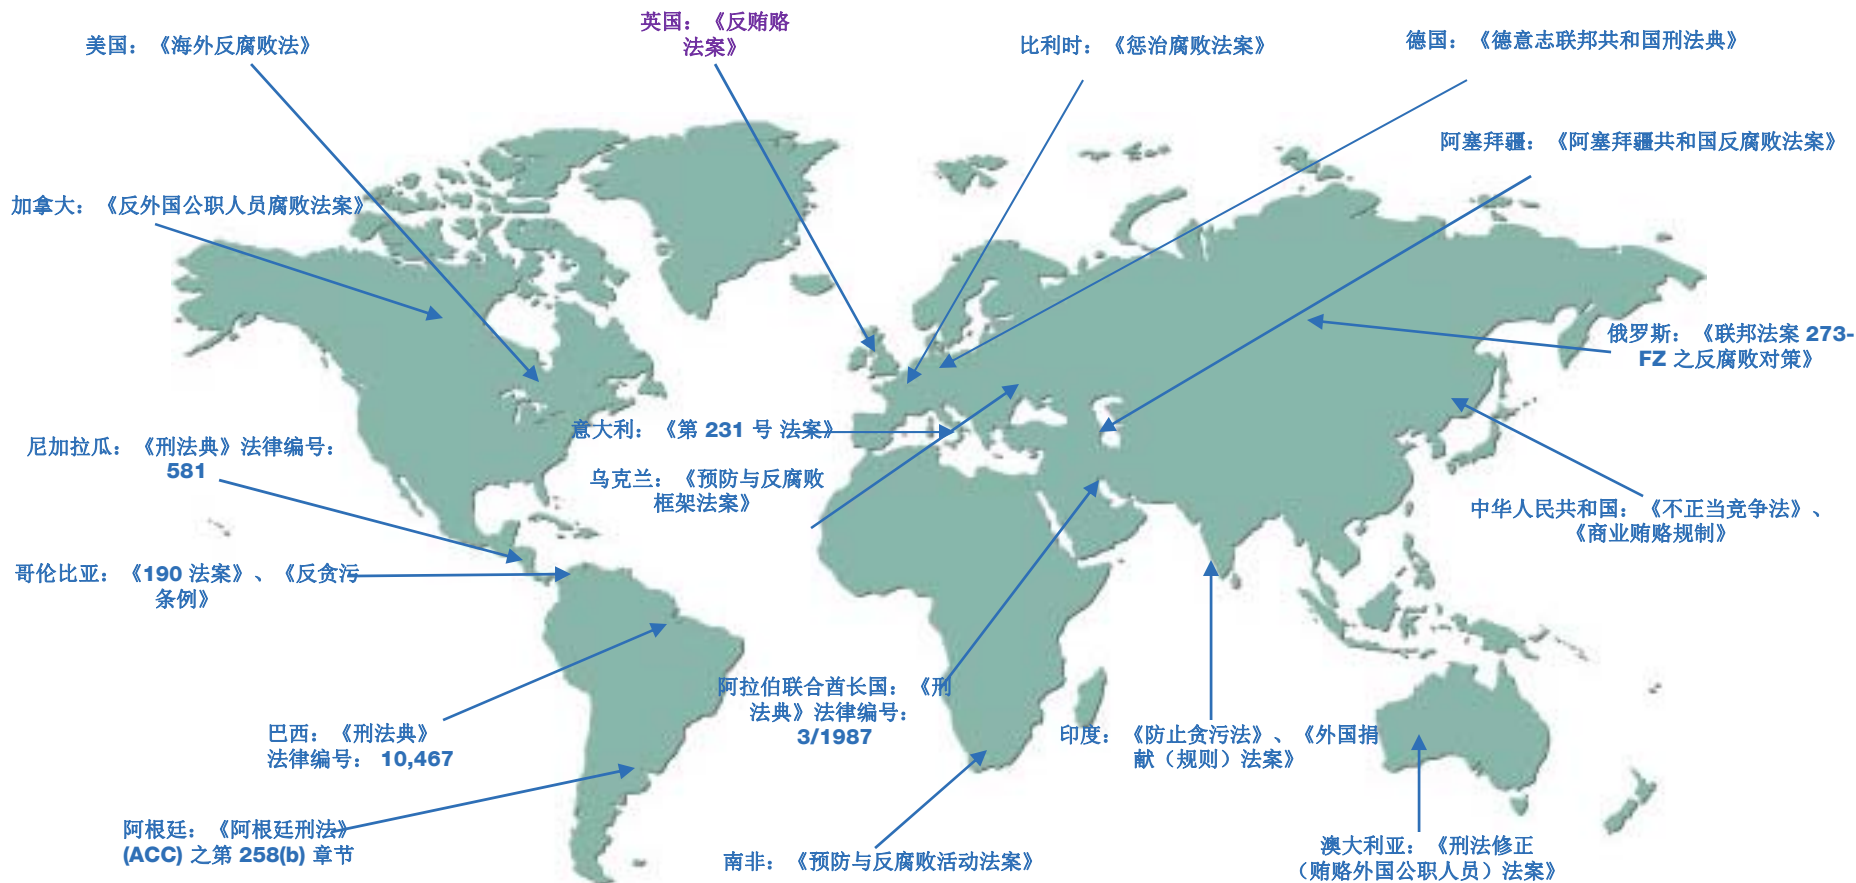 英国：《反贿赂
法案》
美国：《海外反腐败法》
比利时：《惩治腐败法案》
德国：《德意志联邦共和国刑法典》
阿塞拜疆：《阿塞拜疆共和国反腐败法案》
加拿大：《反外国公职人员腐败法案》
俄罗斯：《联邦法案 273-
FZ 之反腐败对策》
意大利：《第 231 号 法案》
尼加拉瓜：《刑法典》法律编号：
581
乌克兰：《预防与反腐败
框架法案》
中华人民共和国：《不正当竞争法》、
《商业贿赂规制》
哥伦比亚：《190 法案》、《反贪污
条例》
阿拉伯联合酋长国：《刑
法典》法律编号：
3/1987
巴西：《刑法典》
法律编号： 10,467
印度：《防止贪污法》、《外国捐
献（规则）法案》
阿根廷：《阿根廷刑法》
(ACC) 之第 258(b) 章节
南非：《预防与反腐败活动法案》
澳大利亚：《刑法修正
（贿赂外国公职人员）法案》